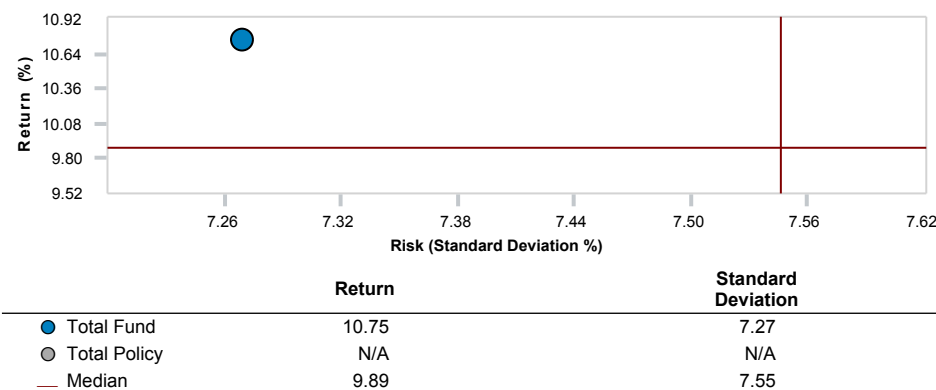 10.92
10.64
10.36
10.08
9.80
9.52
Return (%)
7.26 7.32 7.38 7.44 7.50 7.56 7.62
Risk (Standard Deviation %)
Return Standard Deviation
Total Fund 10.75 7.27
Total Policy N/A N/A
Median 9.89 7.55